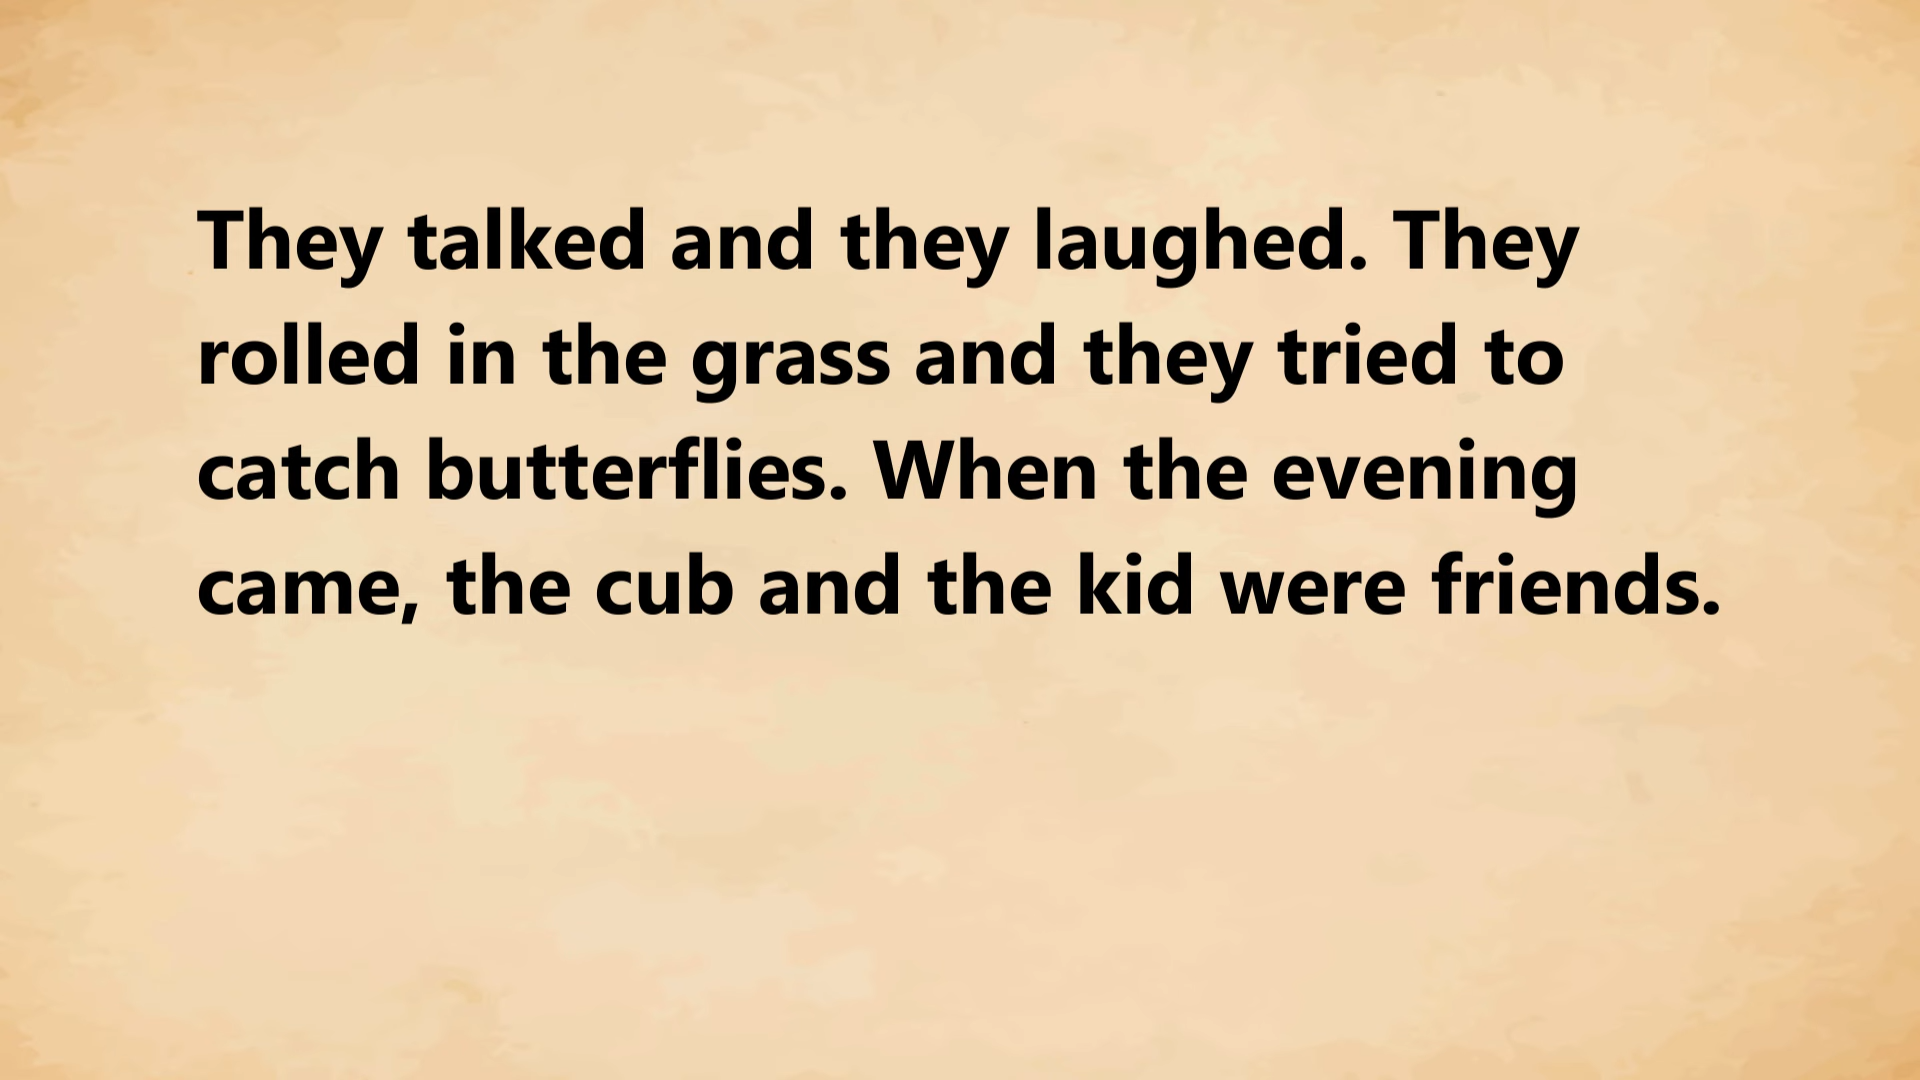 They talked and they laughed. They
rolled in the grass and they tried to
catch butterflies. When the evening
came, the cub and the kid were friends.